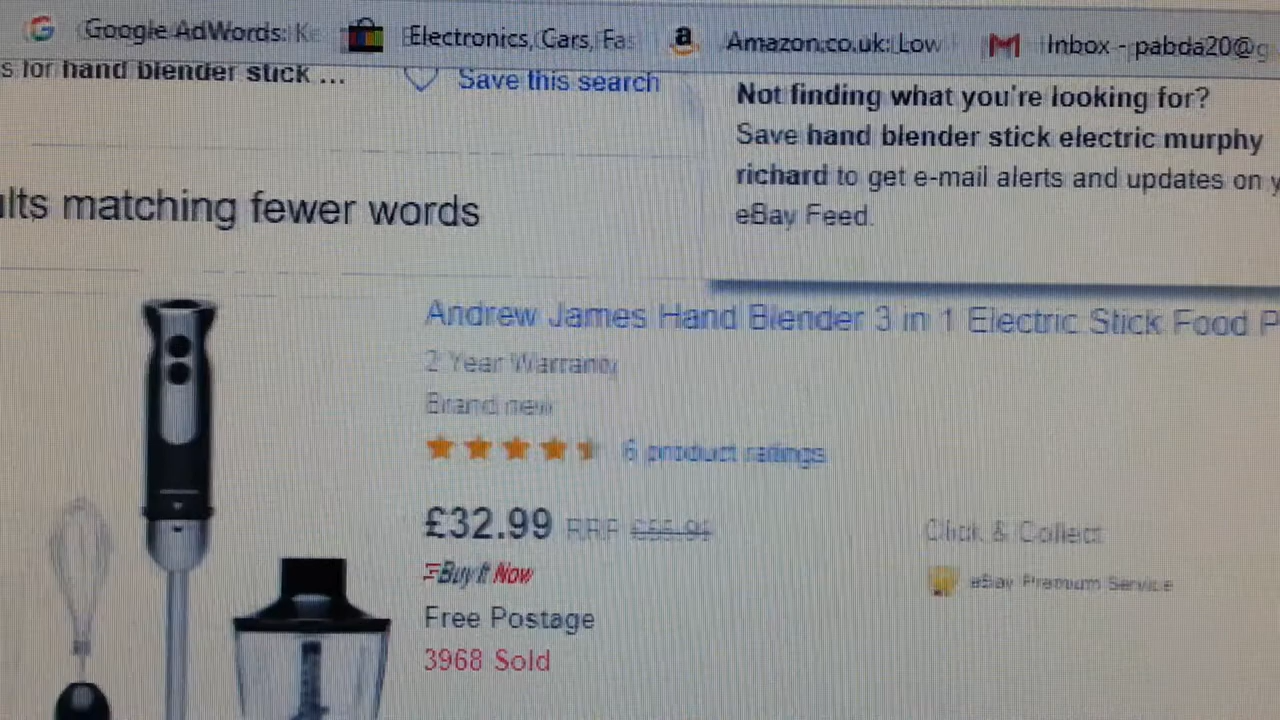 Google AdWords: Ke
Electronics, Cars, Fas
a
Amazon.co.uk: Low
Inbox - pabda20@g
s for hand blender stick ...
Save this search
Not finding what you're looking for?
Save hand blender stick electric murphy
richard to get e-mail alerts and updates on y
eBay Feed.
ults matching fewer words
Andrew James Hand Blender 3 in 1 Electric Stick Food P
2 Year Warranty
Brand new
6 product ratings
£32.99 RRP
Click & Collect
Buy It Now
eBay Premium Service
Free Postage
3968 Sold